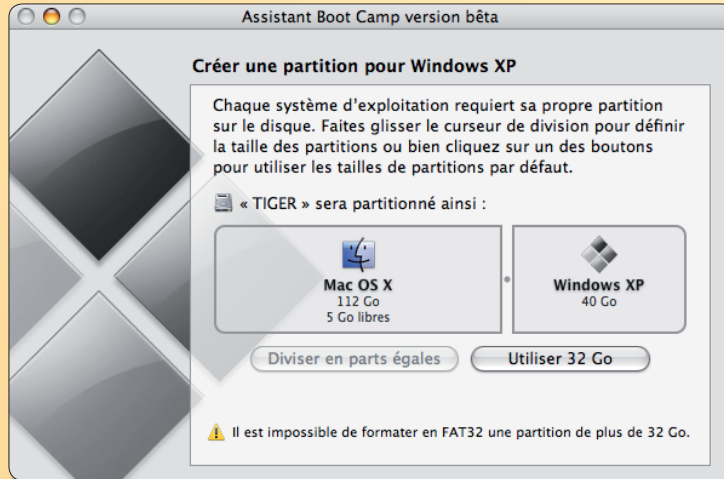 Assistant Boot Camp version bêta
Créer une partition pour Windows XP
Chaque système d’exploitation requiert sa propre partition
sur le disque. Faites glisser le curseur de division pour définir
la taille des partitions ou bien cliquez sur un des boutons
pour utiliser les tailles de partitions par défaut.
« TIGER » sera partitionné ainsi :
Mac OS X
112 Go
5 Go libres
Windows XP
40 Go
Diviser en parts égales
Utiliser 32 Go
Il est impossible de formater en FAT32 une partition de plus de 32 Go.